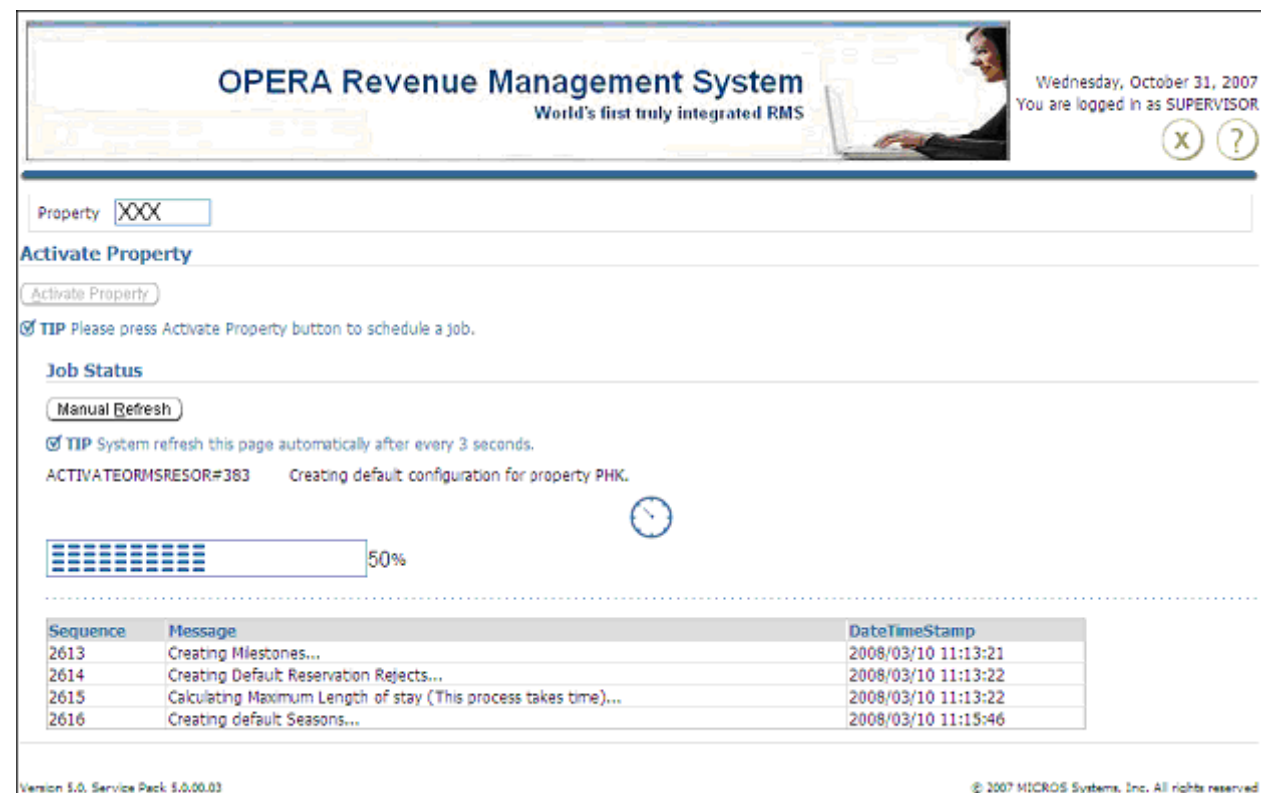 OPERA Revenue Management System
World's first truly integrated RMS
Wednesday, October 31, 2007
You are logged in as SUPERVISOR
X ?
Property XXX
Activate Property
Activate Property
TIP Please press Activate Property button to schedule a job.
Job Status
Manual Refresh
TIP System refresh this page automatically after every 3 seconds.
ACTIVATEORMSRESOR#383 Creating default configuration for property PHK.
50%
Sequence Message DateTimeStamp
2613 Creating Milestones... 2008/03/10 11:13:21
2614 Creating Default Reservation Rejects... 2008/03/10 11:13:22
2615 Calculating Maximum Length of stay (This process takes time)... 2008/03/10 11:13:22
2616 Creating default Seasons... 2008/03/10 11:15:46
Version 5.0, Service Pack 5.0.00.03 © 2007 MICROS Systems, Inc. All rights reserved